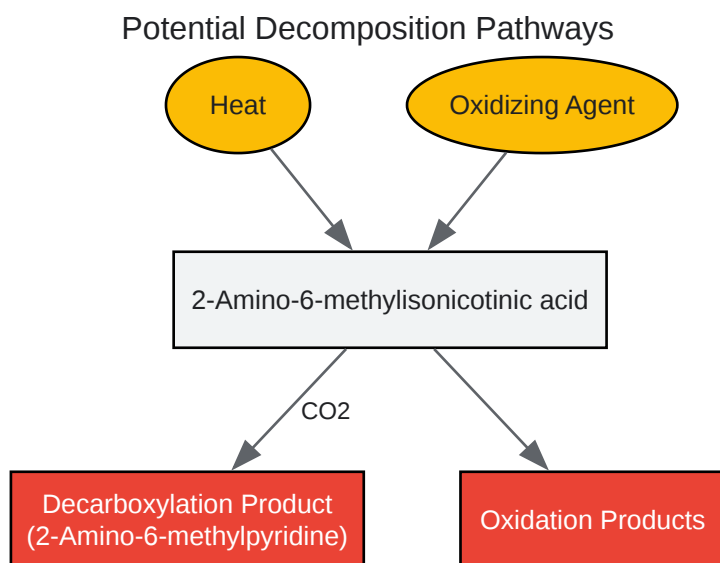 Potential Decomposition Pathways
Heat
Oxidizing Agent
2-Amino-6-methylisonicotinic acid
CO2
Decarboxylation Product
(2-Amino-6-methylpyridine)
Oxidation Products